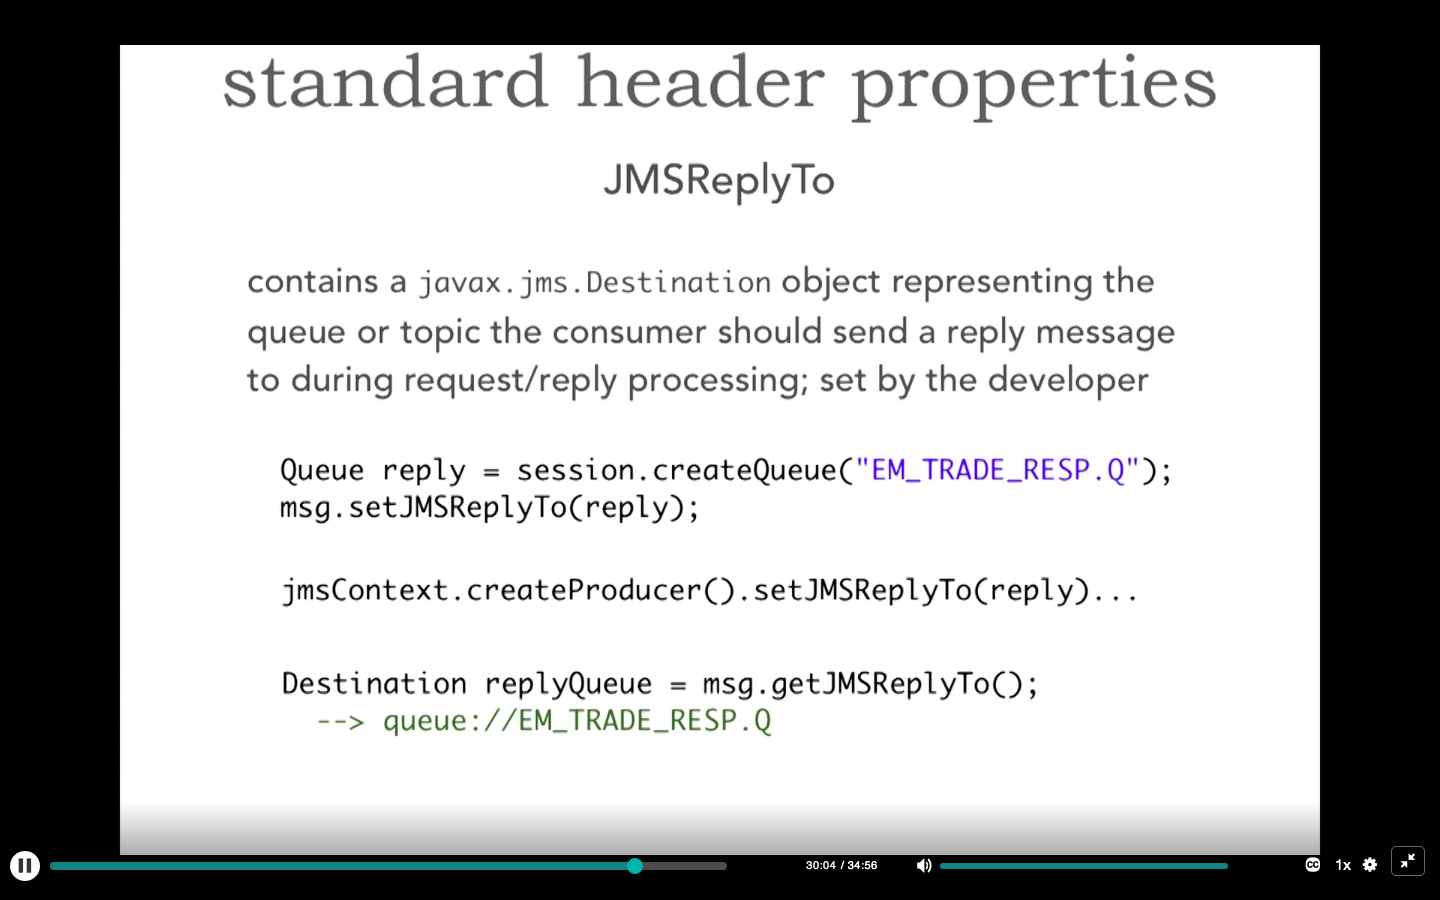 standard header properties
JMSReplyTo
contains a javax.jms.Destination object representing the
queue or topic the consumer should send a reply message
to during request/reply processing; set by the developer
Queue reply = session.createQueue("EM_TRADE_RESP.Q");
msg.setJMSReplyTo(reply);
jmsContext.createProducer().setJMSReplyTo(reply)...
Destination replyQueue = msg.getJMSReplyTo();
--> queue://EM_TRADE_RESP.Q
30:04 / 34:56
CC
1x